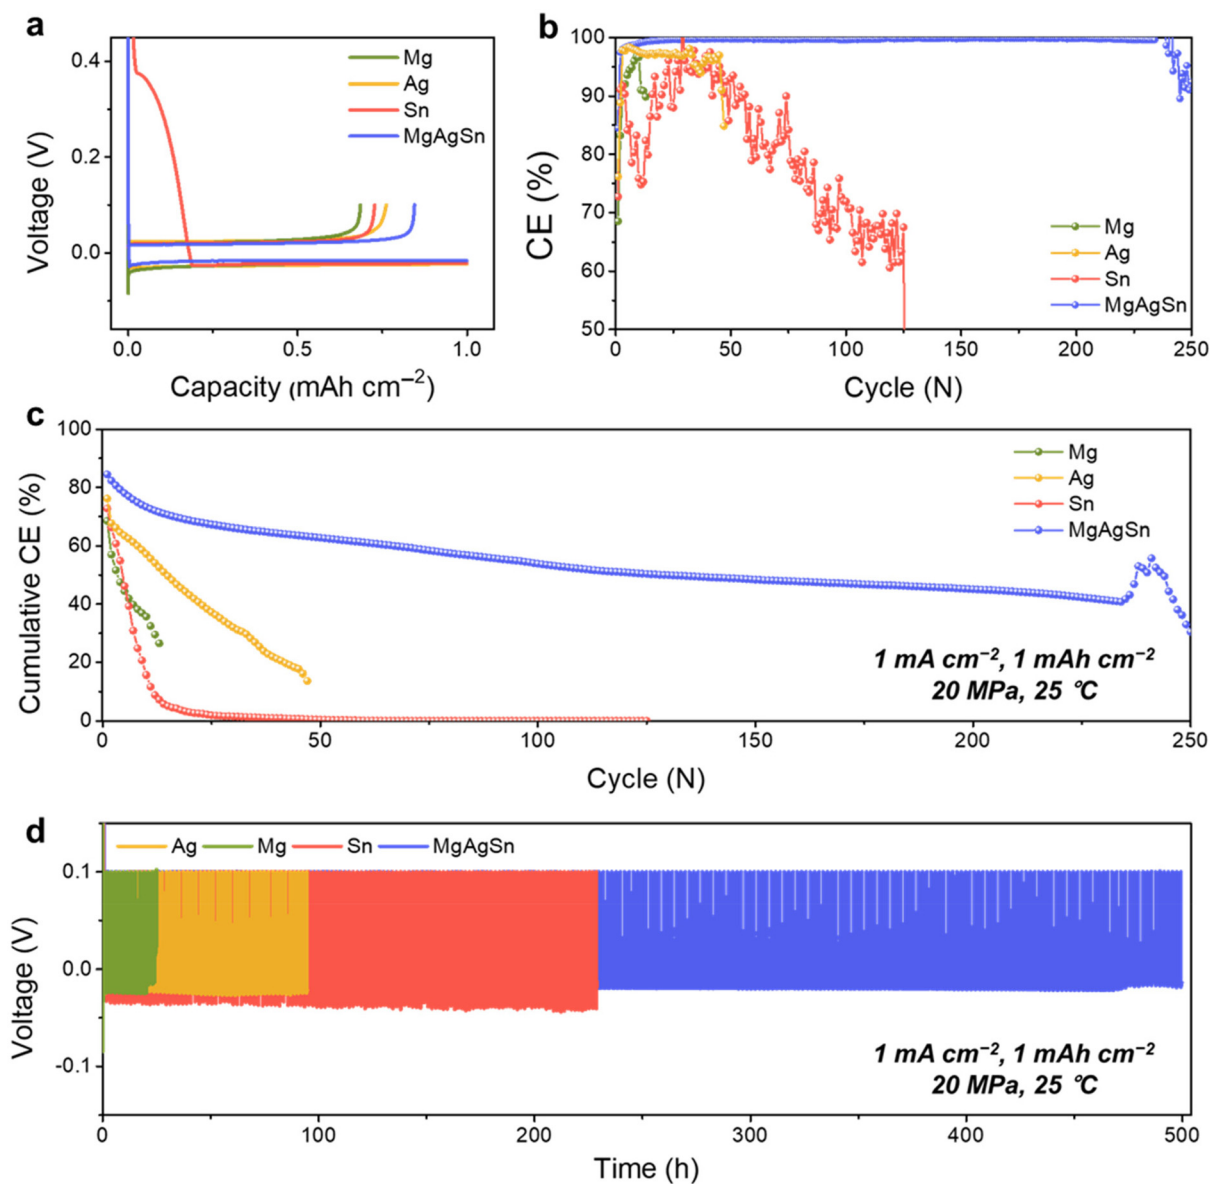 a
Voltage (V)
0.4
0.2
0.0
0.0
0.5
1.0
Capacity (mAh cm⁻²)
Mg
Ag
Sn
MgAgSn
b
CE (%)
100
90
80
70
60
50
0
50
100
150
200
250
Cycle (N)
Mg
Ag
Sn
MgAgSn
c
Cumulative CE (%)
100
80
60
40
20
0
0
50
100
150
200
250
Cycle (N)
Mg
Ag
Sn
MgAgSn
1 mA cm⁻², 1 mAh cm⁻²
20 MPa, 25 ℃
d
Ag Mg Sn MgAgSn
Voltage (V)
0.1
0.0
-0.1
0
100
200
300
400
500
Time (h)
1 mA cm⁻², 1 mAh cm⁻²
20 MPa, 25 ℃